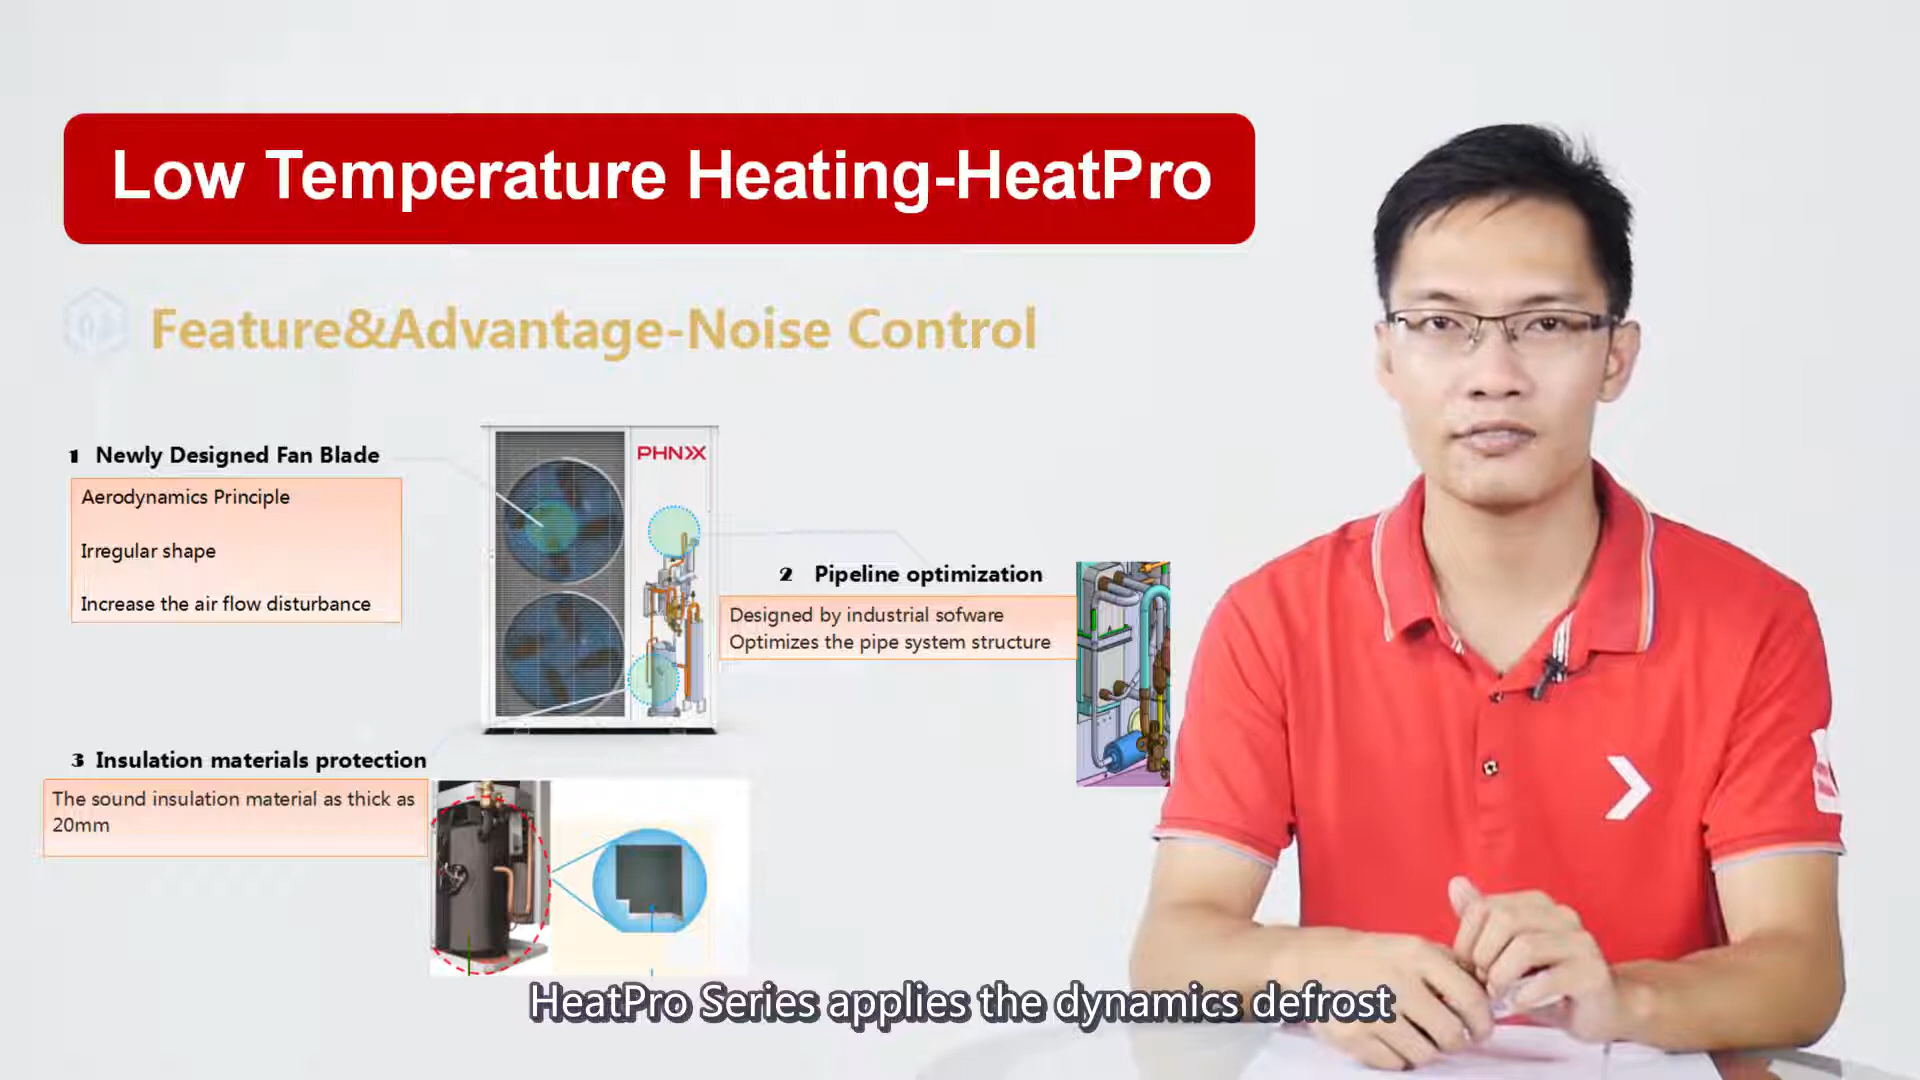 Low Temperature Heating-HeatPro
Feature&Advantage-Noise Control
1 Newly Designed Fan Blade
Aerodynamics Principle
Irregular shape
Increase the air flow disturbance
PHNIX
2 Pipeline optimization
Designed by industrial sofware
Optimizes the pipe system structure
3 Insulation materials protection
The sound insulation material as thick as
20mm
HeatPro Series applies the dynamics defrost